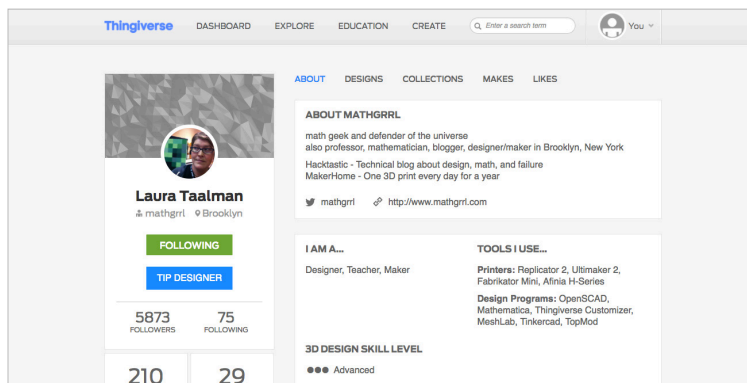 Thingiverse DASHBOARD EXPLORE EDUCATION CREATE Enter a search term You
ABOUT DESIGNS COLLECTIONS MAKES LIKES
Laura Taalman
mathgrrl Brooklyn
FOLLOWING
TIP DESIGNER
5873 75
FOLLOWERS FOLLOWING
210 29
ABOUT MATHGRRL
math geek and defender of the universe
also professor, mathematician, blogger, designer/maker in Brooklyn, New York
Hacktastic - Technical blog about design, math, and failure
MakerHome - One 3D print every day for a year
mathgrrl http://www.mathgrrl.com
I AM A...
Designer, Teacher, Maker
TOOLS I USE...
Printers: Replicator 2, Ultimaker 2,
Fabrikator Mini, Afinia H-Series
Design Programs: OpenSCAD,
Mathematica, Thingiverse Customizer,
MeshLab, Tinkercad, TopMod
3D DESIGN SKILL LEVEL
Advanced